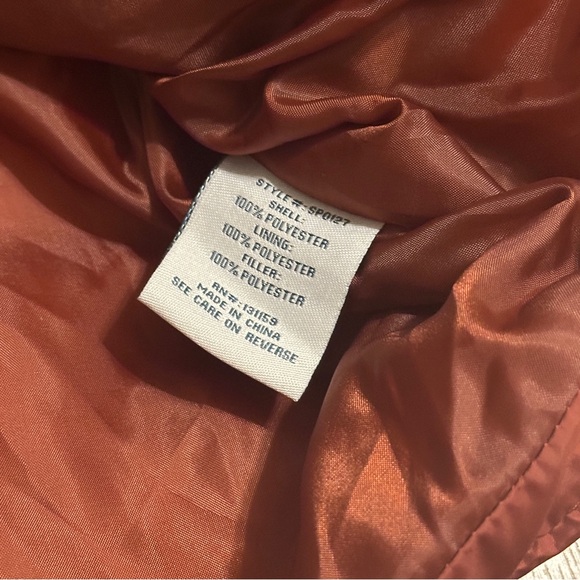 STYLE#: SP0127
SHELL:
100% POLYESTER
LINING:
100% POLYESTER
FILLER:
100% POLYESTER
RN#:131159
MADE IN CHINA
SEE CARE ON REVERSE